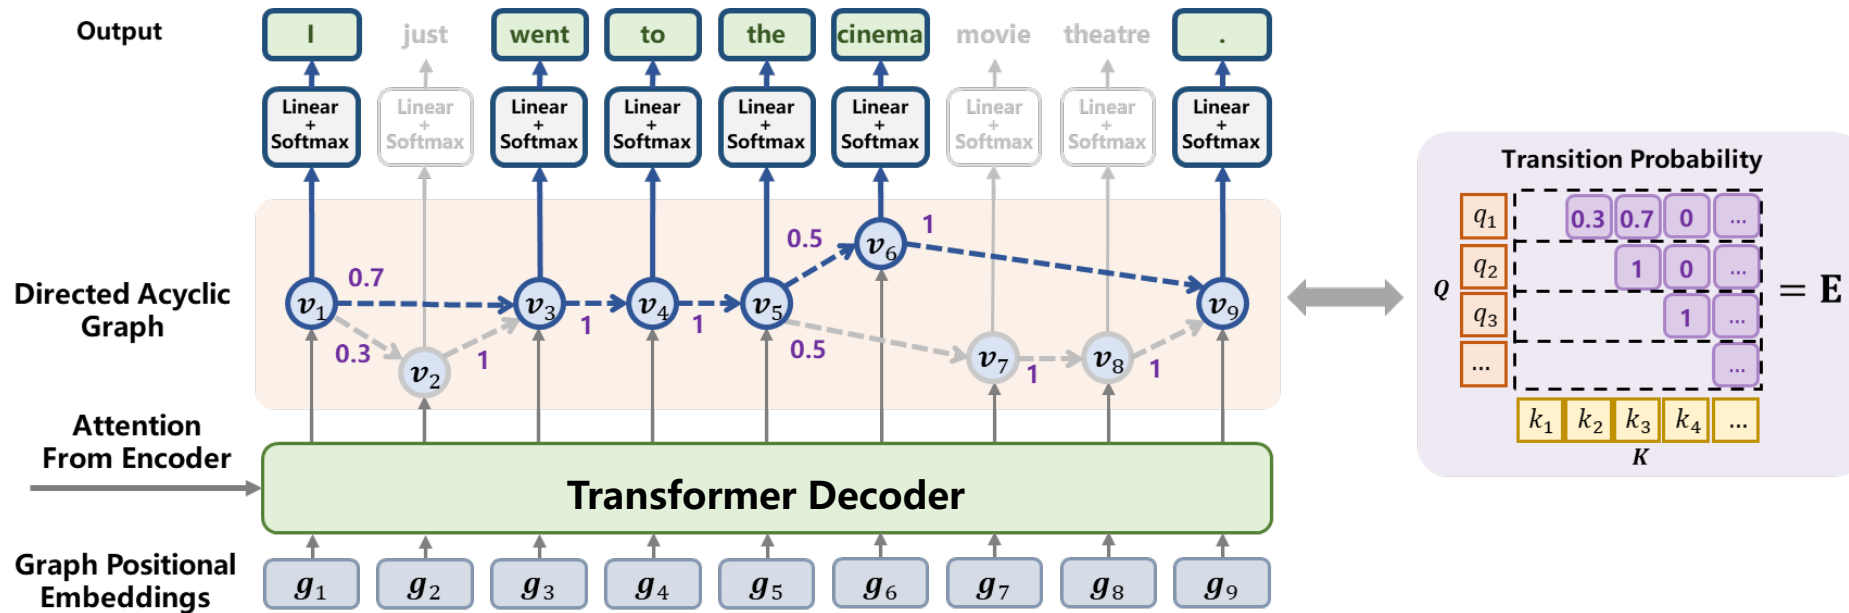 Output
I just went to the cinema movie theatre .
Linear + Softmax
Linear + Softmax
Linear + Softmax
Linear + Softmax
Linear + Softmax
Linear + Softmax
Linear + Softmax
Linear + Softmax
Linear + Softmax
Directed Acyclic
Graph
v1 v2 v3 v4 v5 v6 v7 v8 v9
0.7
0.3
1
1
1
0.5
0.5
1
1
1
Attention
From Encoder
Transformer Decoder
Graph Positional
Embeddings
g1 g2 g3 g4 g5 g6 g7 g8 g9
Transition Probability
q1 0.3 0.7 0 ...
q2 1 0 ...
Q
= E
q3 1 ...
... ...
k1 k2 k3 k4 ...
K